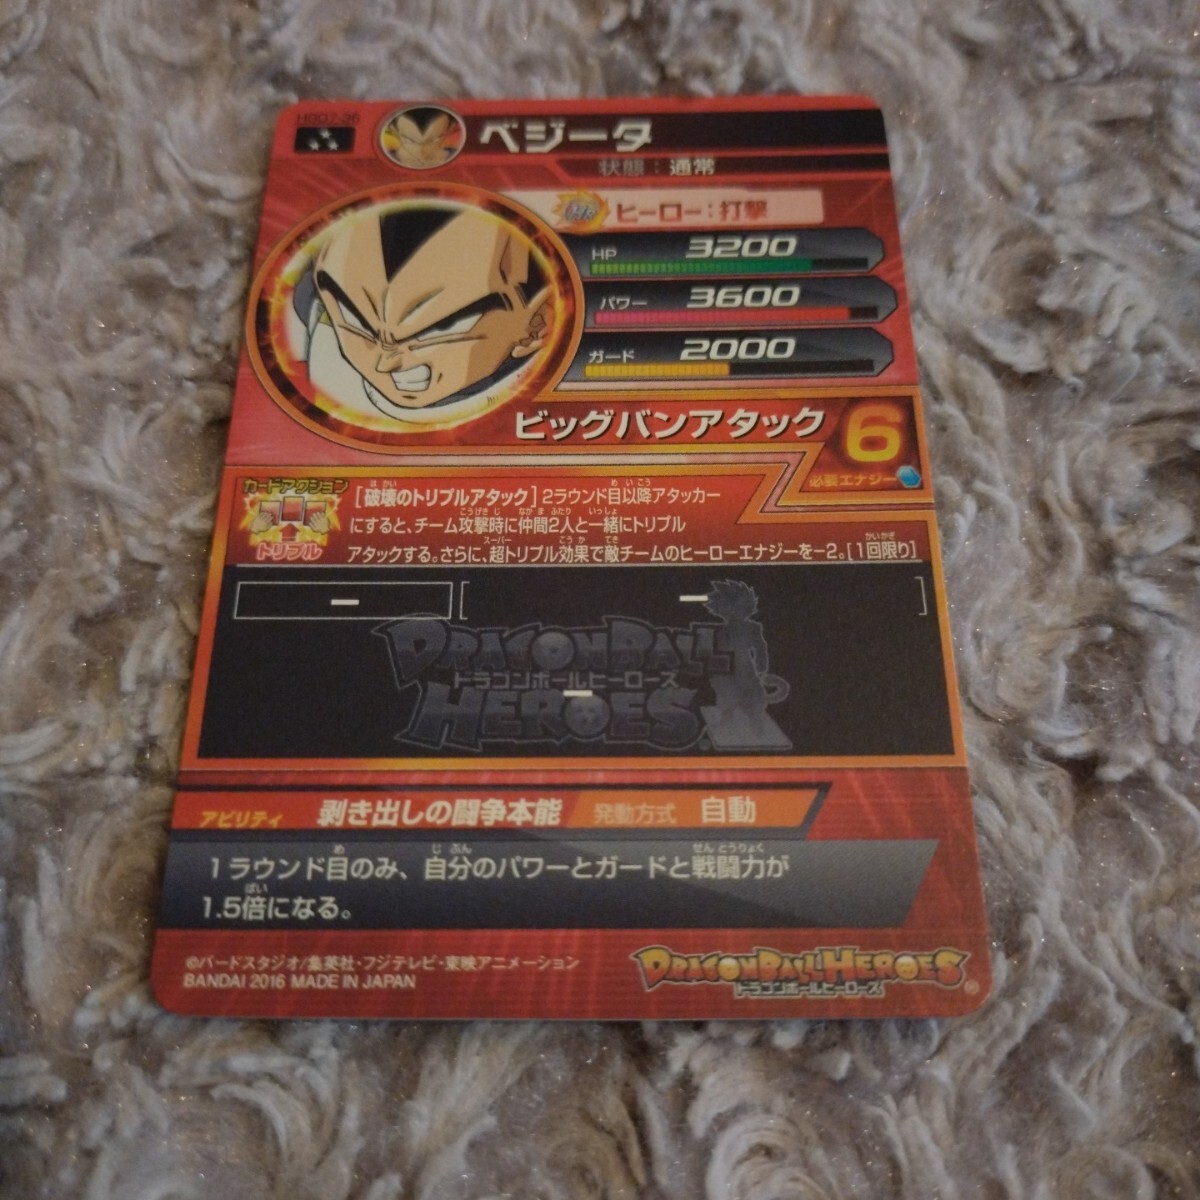 HGD7-36
ベジータ
状態：通常
ヒーロー：打撃
HP 3200
パワー 3600
ガード 2000
ビッグバンアタック 6
必要エナジー
カードアクション
トリプル
[破壊のトリプルアタック]2ラウンド目以降アタッカー
にすると、チーム攻撃時に仲間2人と一緒にトリプル
アタックする。さらに、超トリプル効果で敵チームのヒーローエナジーを-2。[1回限り]
ー [ ー ]
DRAGONBALL
ドラゴンボールヒーローズ
ー
HEROES
アビリティ 剥き出しの闘争本能 発動方式 自動
1ラウンド目のみ、自分のパワーとガードと戦闘力が
1.5倍になる。
©バードスタジオ/集英社・フジテレビ・東映アニメーション
BANDAI 2016 MADE IN JAPAN
DRAGONBALL HEROES
ドラゴンボールヒーローズ